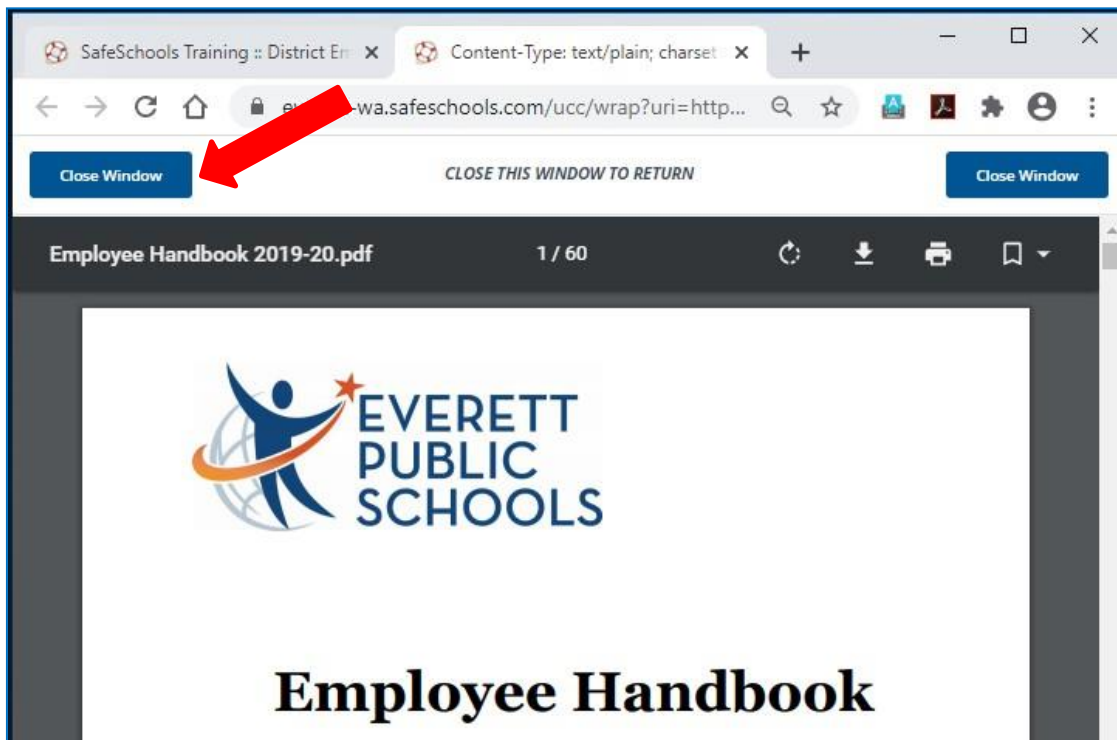 SafeSchools Training :: District Em
Content-Type: text/plain; charset
-wa.safeschools.com/ucc/wrap?uri=http...
Close Window
CLOSE THIS WINDOW TO RETURN
Close Window
Employee Handbook 2019-20.pdf
1 / 60
EVERETT
PUBLIC
SCHOOLS
Employee Handbook